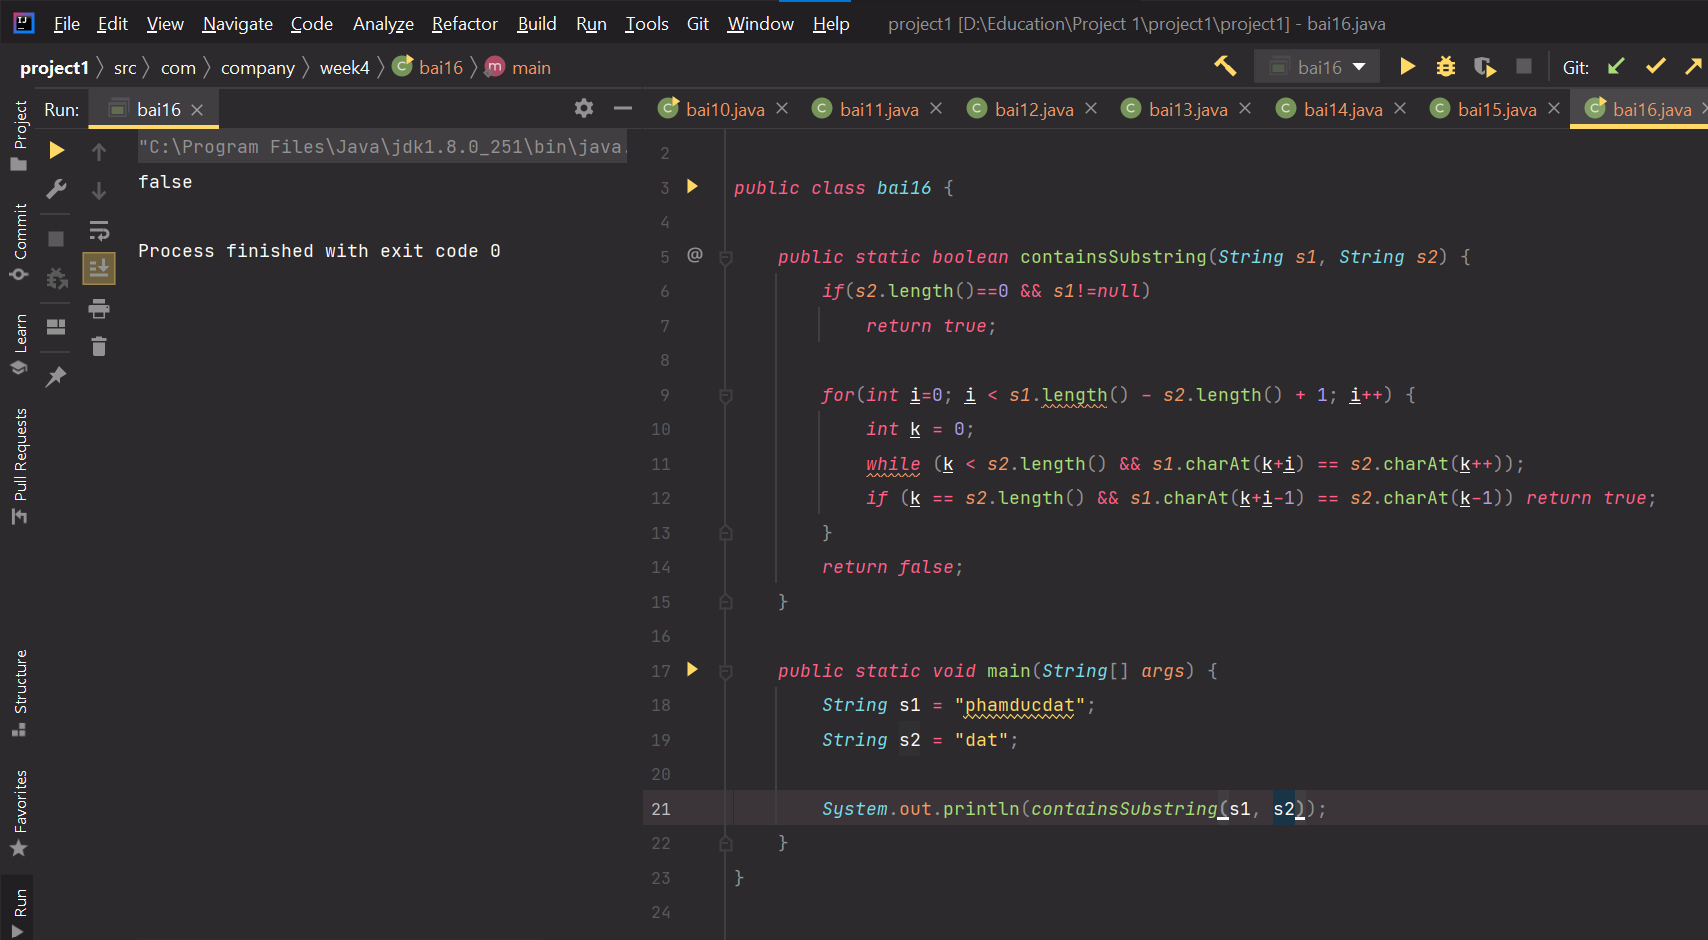 File Edit View Navigate Code Analyze Refactor Build Run Tools Git Window Help project1 [D:\Education\Project 1\project1\project1] - bai16.java
project1 src com company week4 bai16 m main bai16 Git:
Run: bai16
bai10.java bai11.java bai12.java bai13.java bai14.java bai15.java bai16.java
Project
Commit
Learn
Pull Requests
Structure
Favorites
Run
"C:\Program Files\Java\jdk1.8.0_251\bin\java.
false
Process finished with exit code 0
2
3 public class bai16 {
4
5 @ public static boolean containsSubstring(String s1, String s2) {
6 if(s2.length()==0 && s1!=null)
7 return true;
8
9 for(int i=0; i < s1.length() - s2.length() + 1; i++) {
10 int k = 0;
11 while (k < s2.length() && s1.charAt(k+i) == s2.charAt(k++));
12 if (k == s2.length() && s1.charAt(k+i-1) == s2.charAt(k-1)) return true;
13 }
14 return false;
15 }
16
17 public static void main(String[] args) {
18 String s1 = "phamducdat";
19 String s2 = "dat";
20
21 System.out.println(containsSubstring(s1, s2));
22 }
23 }
24